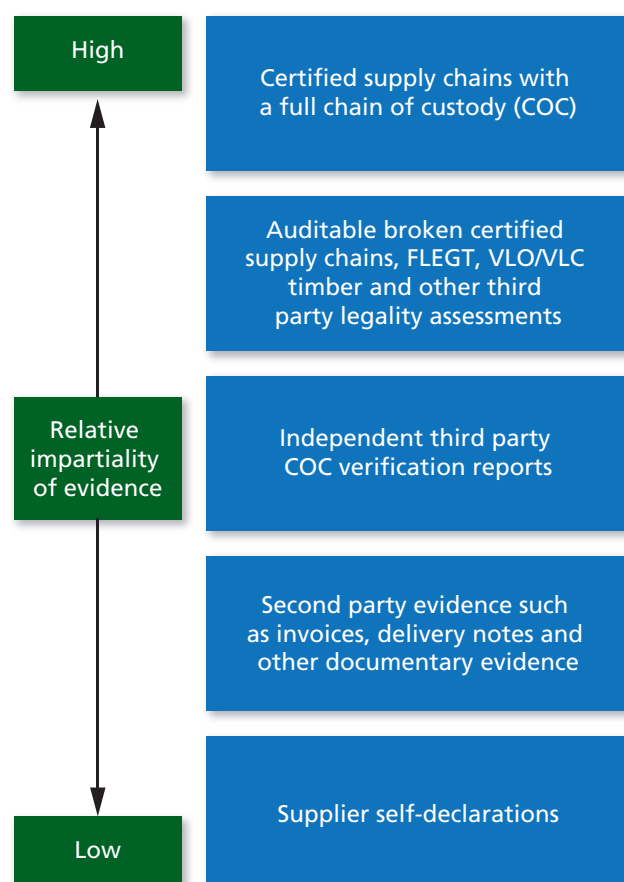 High
Certified supply chains with
a full chain of custody (COC)
Auditable broken certified
supply chains, FLEGT, VLO/VLC
timber and other third
party legality assessments
Relative
impartiality
of evidence
Independent third party
COC verification reports
Second party evidence such
as invoices, delivery notes and
other documentary evidence
Supplier self-declarations
Low